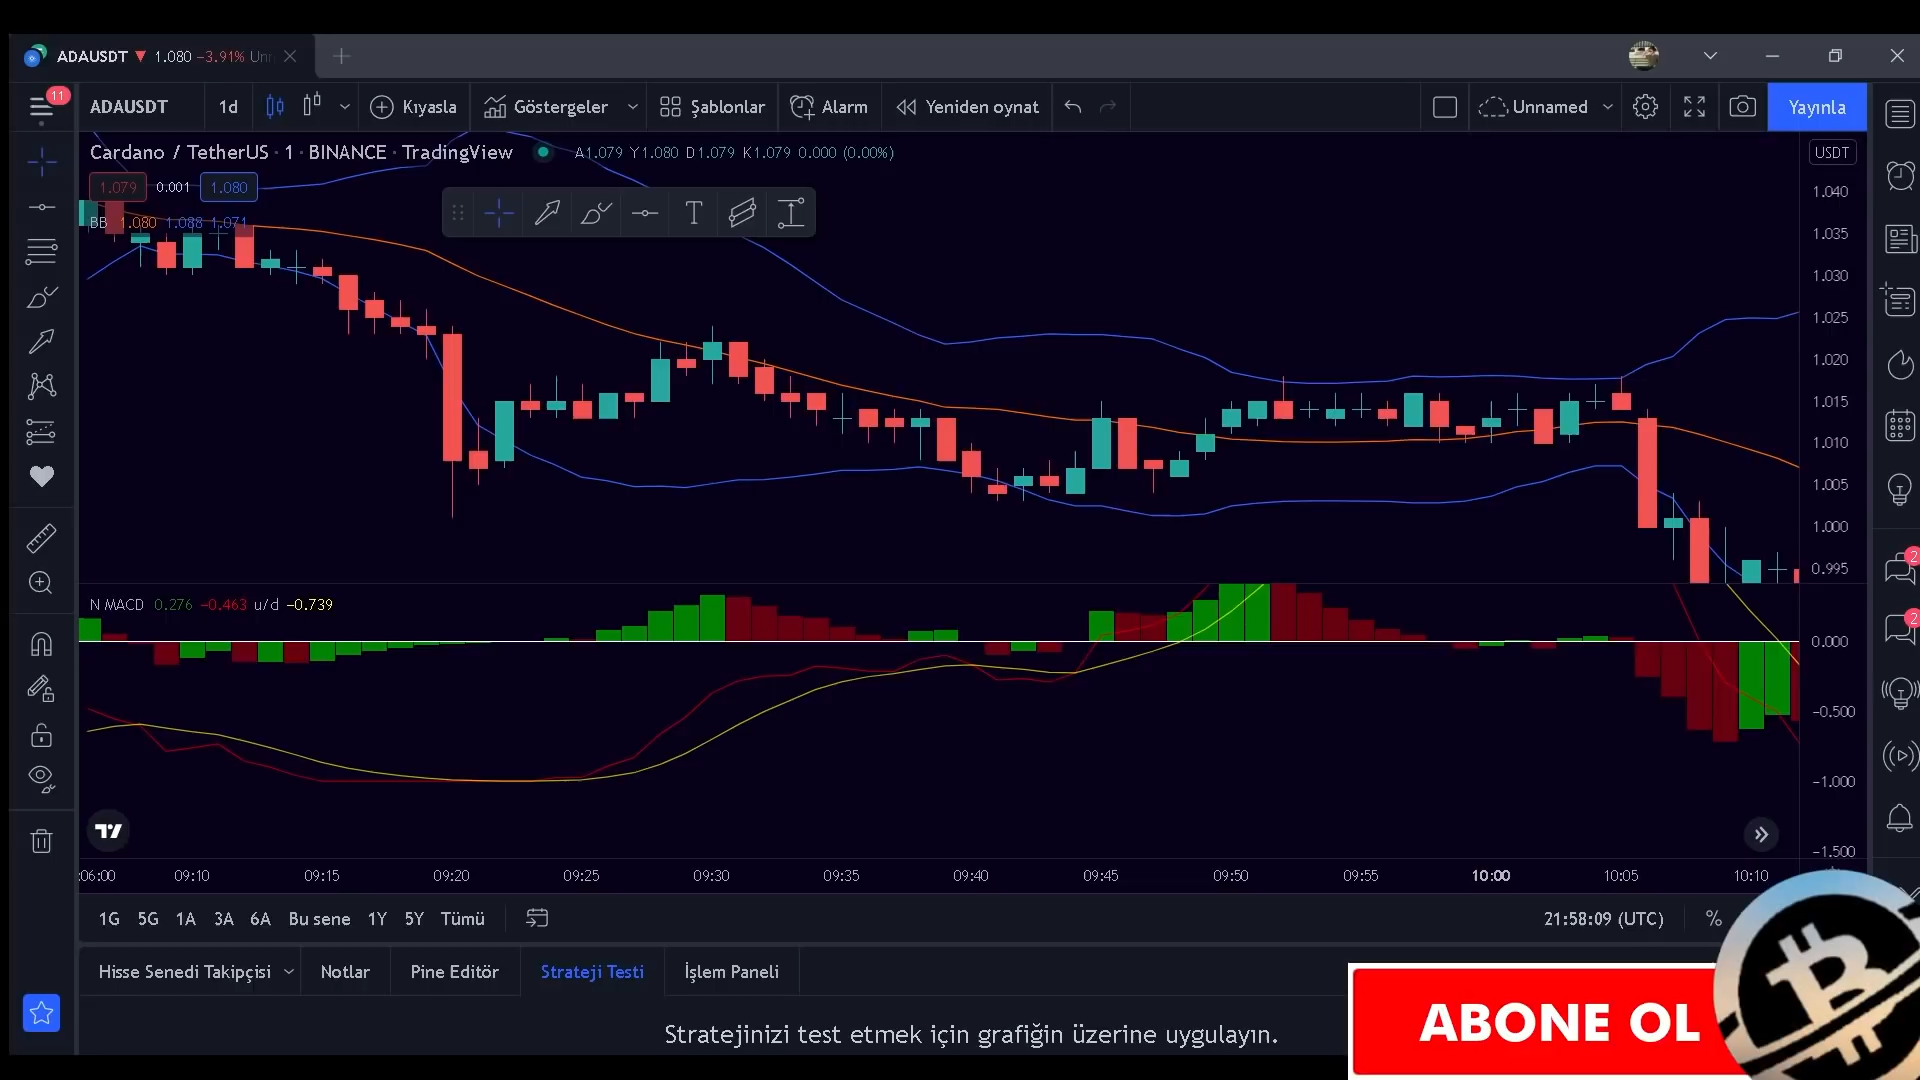 ADAUSDT ▼ 1.080 −3.91% Unn
11
ADAUSDT 1d Kıyasla Göstergeler Şablonlar Alarm Yeniden oynat Unnamed Yayınla
Cardano / TetherUS · 1 · BINANCE · TradingView A1.079 Y1.080 D1.079 K1.079 0.000 (0.00%)
USDT
1.079 0.001 1.080
BB 1.080 1.088 1.071
1.040
1.035
1.030
1.025
1.020
1.015
1.010
1.005
1.000
0.995
2
2
N MACD 0.276 −0.463 u/d −0.739
0.000
−0.500
−1.000
−1.500
:06:00 09:10 09:15 09:20 09:25 09:30 09:35 09:40 09:45 09:50 09:55 10:00 10:05 10:10
1G 5G 1A 3A 6A Bu sene 1Y 5Y Tümü 21:58:09 (UTC) %
Hisse Senedi Takipçisi Notlar Pine Editör Strateji Testi İşlem Paneli
Stratejinizi test etmek için grafiğin üzerine uygulayın.
ABONE OL